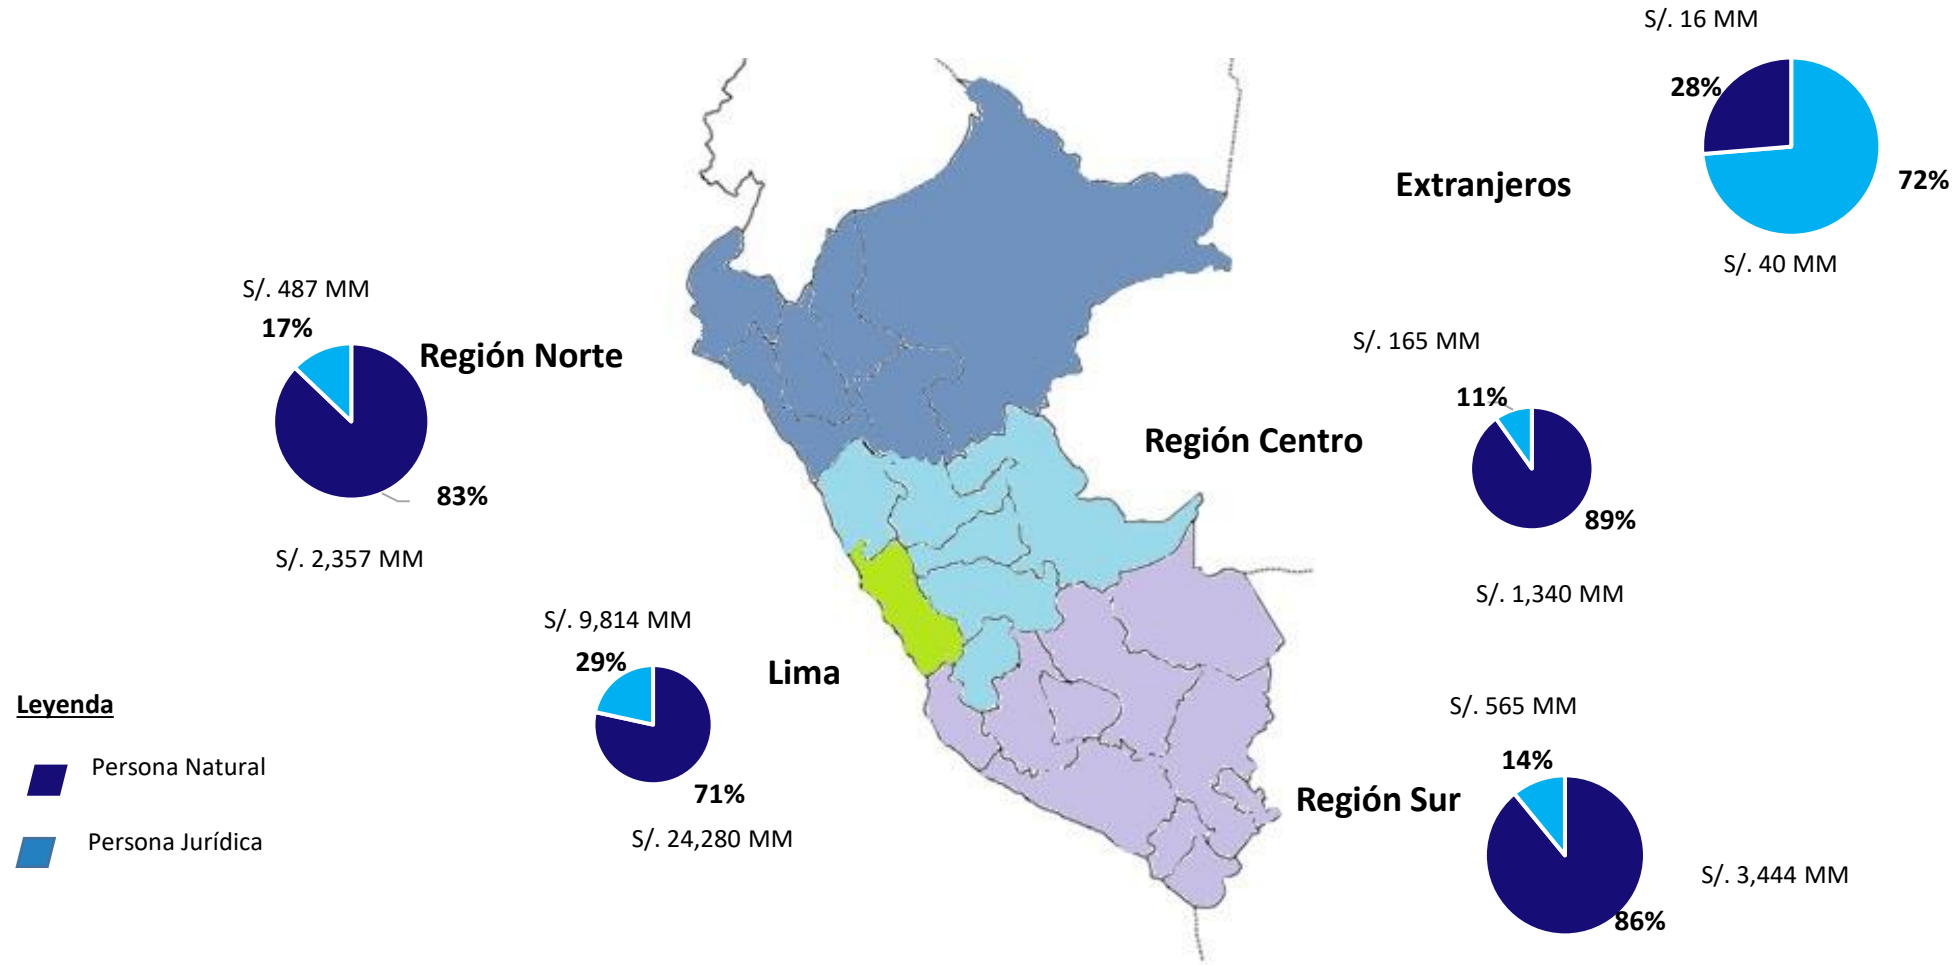 S/. 16 MM
28%
Extranjeros
72%
S/. 40 MM
S/. 487 MM
17%
Región Norte
83%
S/. 2,357 MM
S/. 165 MM
11%
Región Centro
89%
S/. 1,340 MM
S/. 9,814 MM
29%
Lima
71%
S/. 24,280 MM
S/. 565 MM
14%
Región Sur
S/. 3,444 MM
86%
Leyenda
Persona Natural
Persona Jurídica